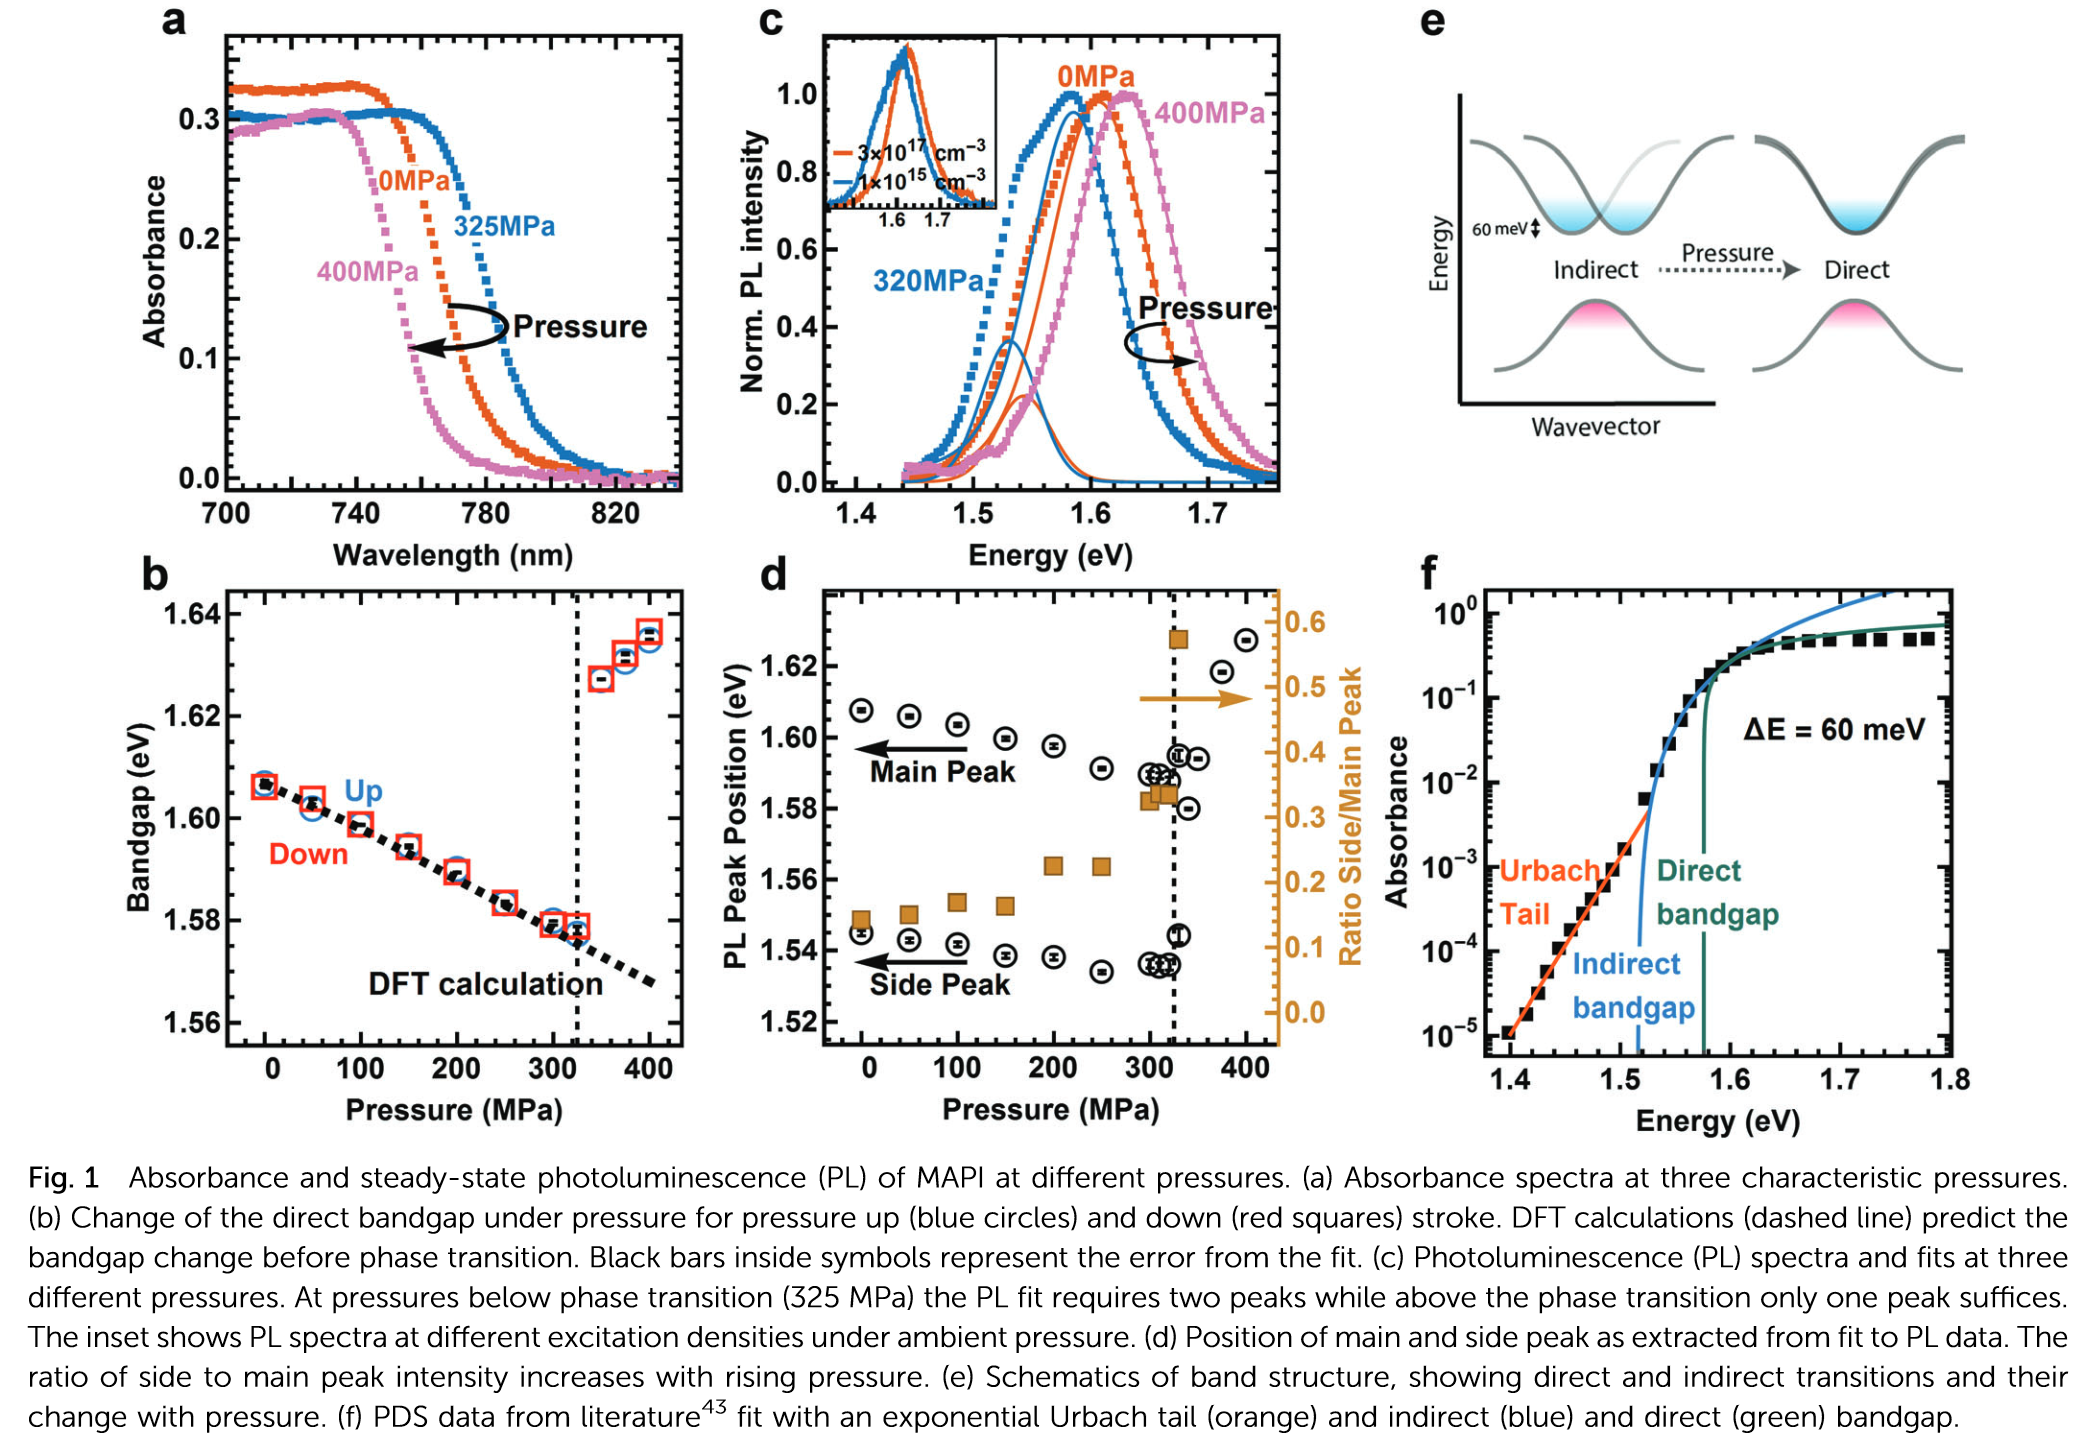 a
0.3
0.2
0.1
0.0
Absorbance
0MPa
325MPa
400MPa
Pressure
700
740
780
820
Wavelength (nm)
c
1.0
0.8
0.6
0.4
0.2
0.0
Norm. PL intensity
3×10¹⁷ cm⁻³
1×10¹⁵ cm⁻³
1.6
1.7
0MPa
400MPa
320MPa
Pressure
1.4
1.5
1.6
1.7
Energy (eV)
e
Energy
60 meV
Indirect
Pressure
Direct
Wavevector
b
1.64
1.62
1.60
1.58
1.56
Bandgap (eV)
Up
Down
DFT calculation
0
100
200
300
400
Pressure (MPa)
d
1.62
1.60
1.58
1.56
1.54
1.52
PL Peak Position (eV)
Main Peak
Side Peak
0.6
0.5
0.4
0.3
0.2
0.1
0.0
Ratio Side/Main Peak
0
100
200
300
400
Pressure (MPa)
f
10⁰
10⁻¹
10⁻²
10⁻³
10⁻⁴
10⁻⁵
Absorbance
ΔE = 60 meV
Urbach
Tail
Direct
bandgap
Indirect
bandgap
1.4
1.5
1.6
1.7
1.8
Energy (eV)
Fig. 1 Absorbance and steady-state photoluminescence (PL) of MAPI at different pressures. (a) Absorbance spectra at three characteristic pressures.
(b) Change of the direct bandgap under pressure for pressure up (blue circles) and down (red squares) stroke. DFT calculations (dashed line) predict the
bandgap change before phase transition. Black bars inside symbols represent the error from the fit. (c) Photoluminescence (PL) spectra and fits at three
different pressures. At pressures below phase transition (325 MPa) the PL fit requires two peaks while above the phase transition only one peak suffices.
The inset shows PL spectra at different excitation densities under ambient pressure. (d) Position of main and side peak as extracted from fit to PL data. The
ratio of side to main peak intensity increases with rising pressure. (e) Schematics of band structure, showing direct and indirect transitions and their
change with pressure. (f) PDS data from literature⁴³ fit with an exponential Urbach tail (orange) and indirect (blue) and direct (green) bandgap.